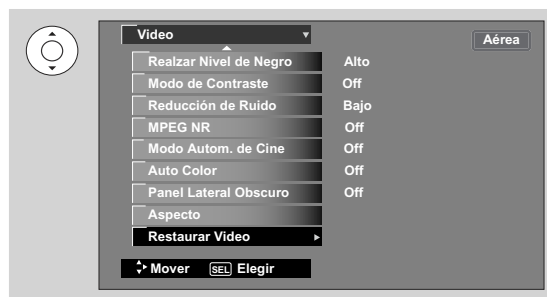 Video
Aérea
Realzar Nivel de Negro Alto
Modo de Contraste Off
Reducción de Ruido Bajo
MPEG NR Off
Modo Autom. de Cine Off
Auto Color Off
Panel Lateral Obscuro Off
Aspecto
Restaurar Video
Mover SEL Elegir